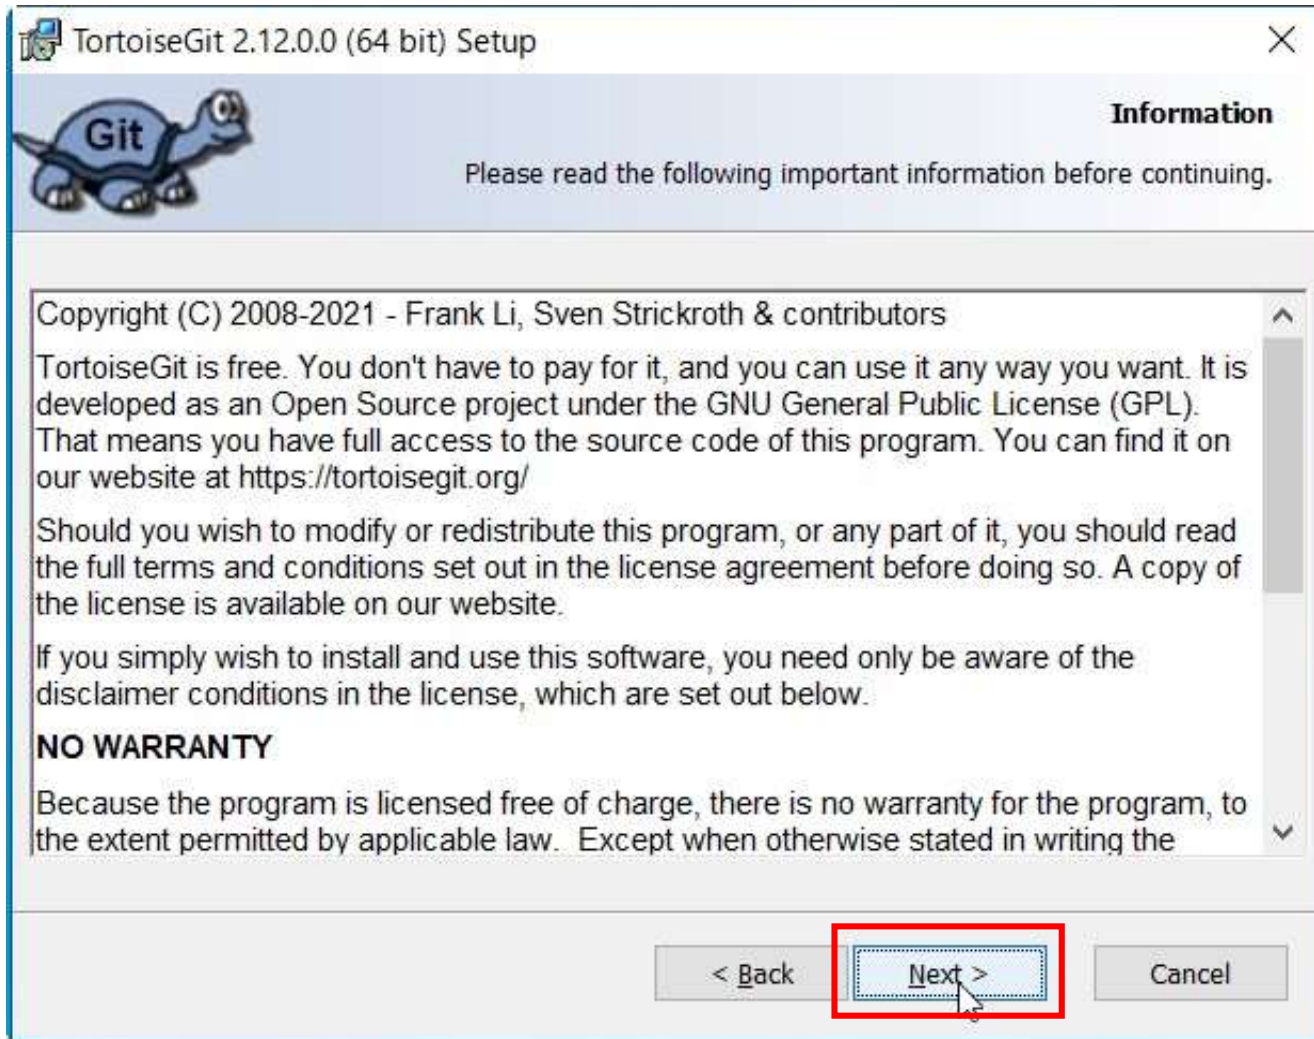 TortoiseGit 2.12.0.0 (64 bit) Setup
Git
Information
Please read the following important information before continuing.
Copyright (C) 2008-2021 - Frank Li, Sven Strickroth & contributors
TortoiseGit is free. You don't have to pay for it, and you can use it any way you want. It is
developed as an Open Source project under the GNU General Public License (GPL).
That means you have full access to the source code of this program. You can find it on
our website at https://tortoisegit.org/
Should you wish to modify or redistribute this program, or any part of it, you should read
the full terms and conditions set out in the license agreement before doing so. A copy of
the license is available on our website.
If you simply wish to install and use this software, you need only be aware of the
disclaimer conditions in the license, which are set out below.
NO WARRANTY
Because the program is licensed free of charge, there is no warranty for the program, to
the extent permitted by applicable law.  Except when otherwise stated in writing the
< Back
Next >
Cancel